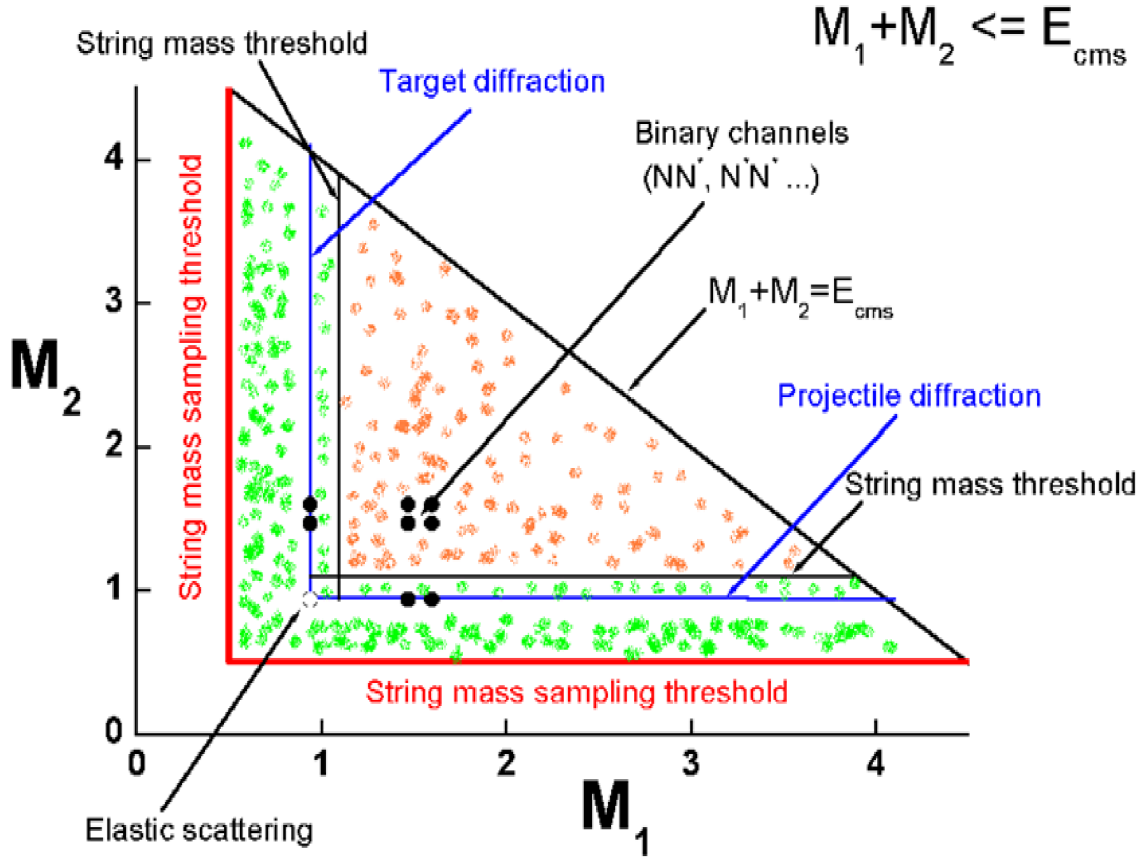 M₁+M₂ <= E_cms
String mass threshold
Target diffraction
Binary channels
(NN*, N*N* ...)
M₁+M₂=E_cms
Projectile diffraction
String mass threshold
String mass sampling threshold
String mass sampling threshold
Elastic scattering
M₂
4
3
2
1
0
0
1
2
3
4
M₁